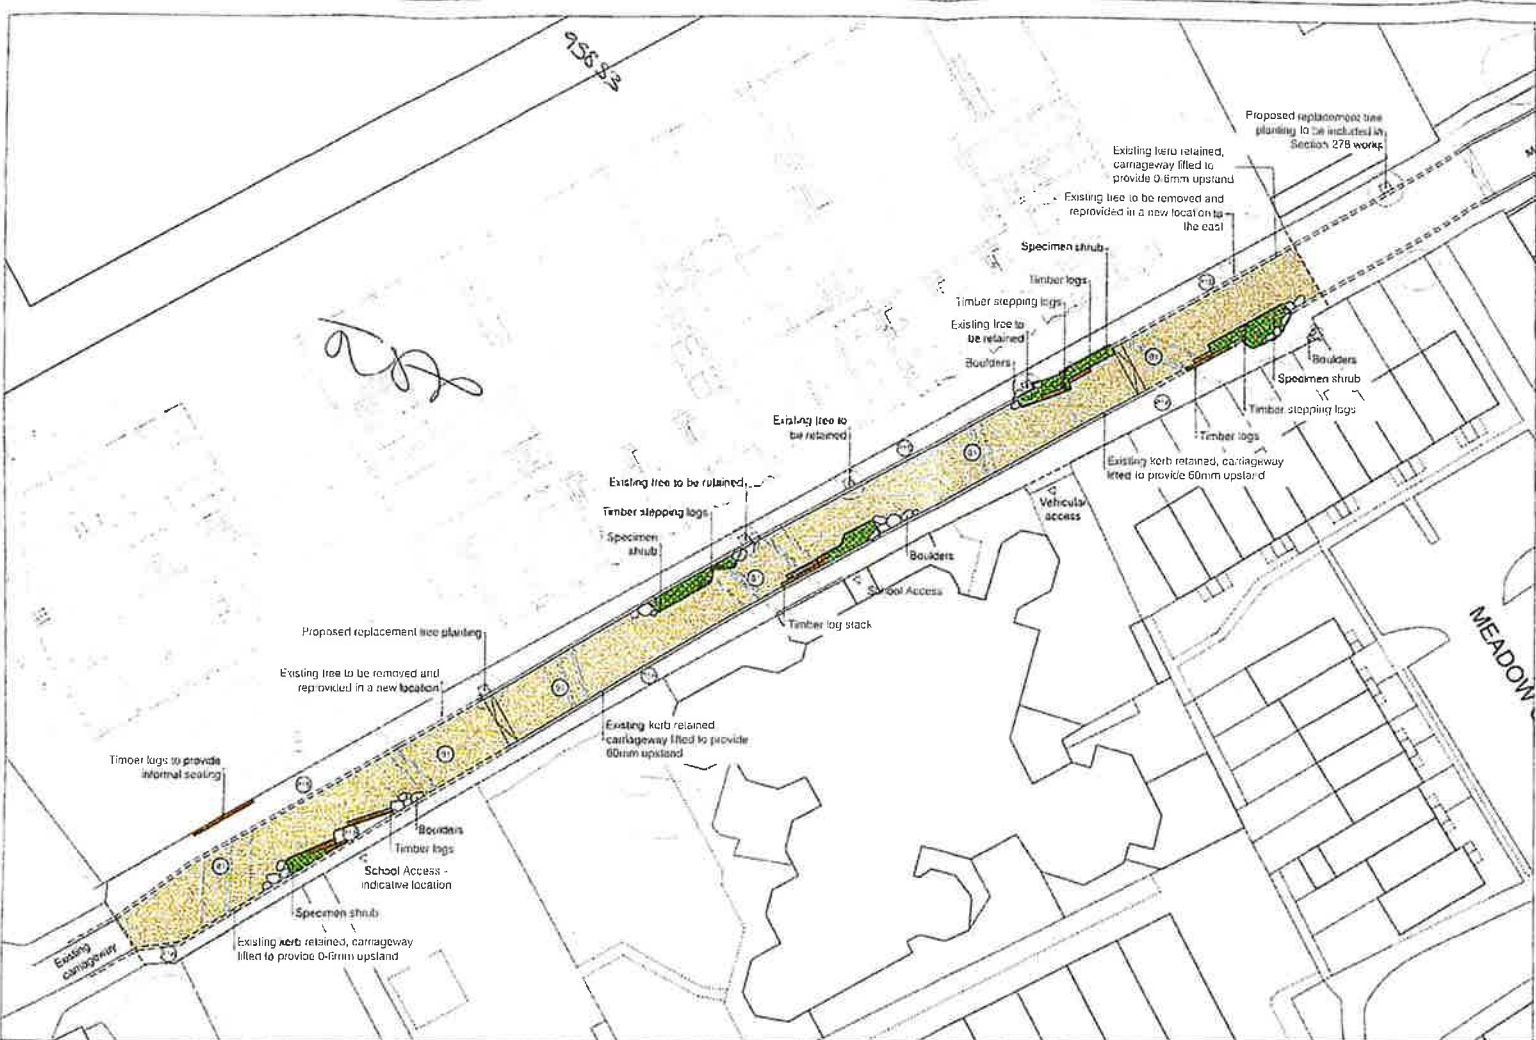 95883
Proposed replacement tree
planting to be included in
Section 278 works
Existing kerb retained,
carriageway lifted to
provide 0-6mm upstand
Existing tree to be removed and
reprovided in a new location to
the east
Specimen shrub
Timber logs
Timber stepping logs
Existing tree to
be retained
Boulders
Boulders
Specimen shrub
Timber stepping logs
Timber logs
Existing kerb retained, carriageway
lifted to provide 60mm upstand
Existing tree to
be retained
Vehicular
access
Existing tree to be retained
Timber stepping logs
Specimen
shrub
Boulders
School Access
Timber log stack
MEADOW
Proposed replacement tree planting
Existing tree to be removed and
reprovided in a new location
Existing kerb retained,
carriageway lifted to provide
60mm upstand
Timber logs to provide
informal seating
Boulders
Timber logs
School Access -
indicative location
Specimen shrub
Existing kerb retained, carriageway
lifted to provide 0-6mm upstand
Existing
carriageway